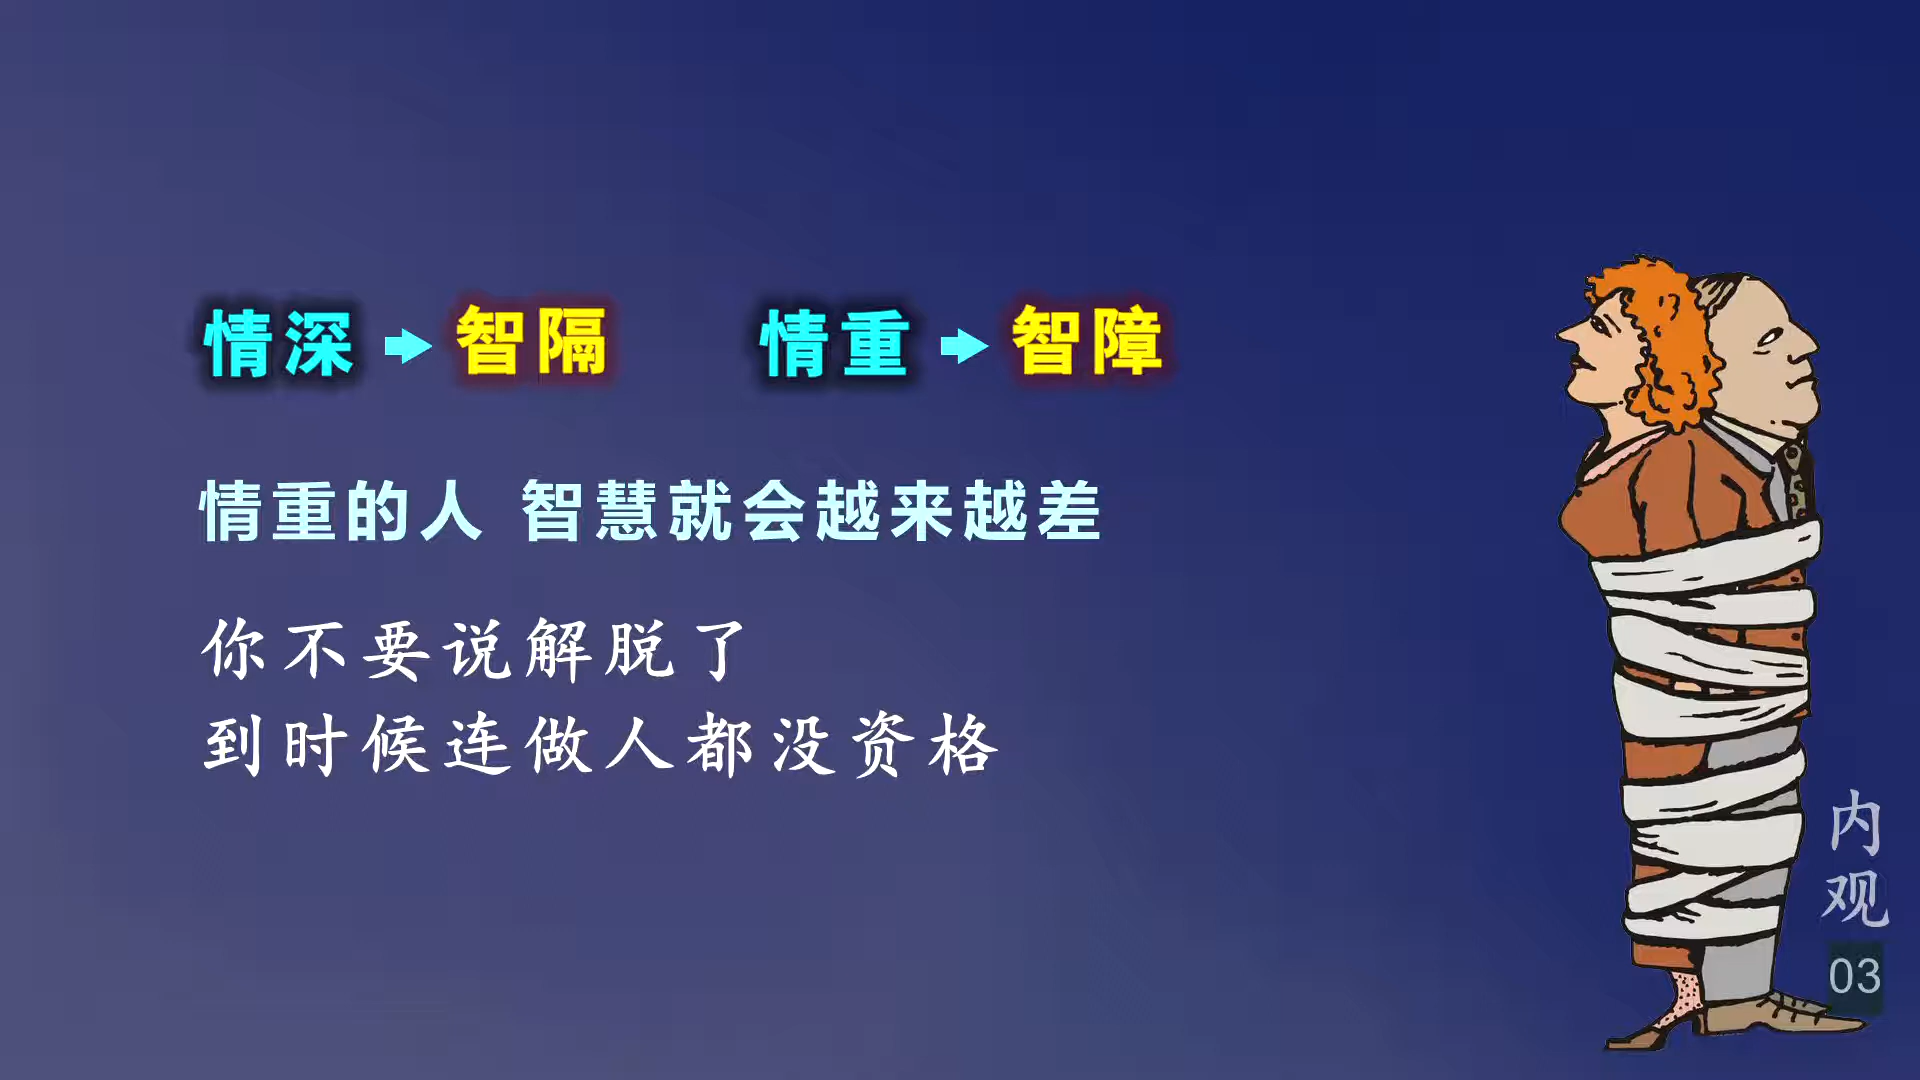 情深➡智隔 情重➡智障
情重的人 智慧就会越来越差
你不要说解脱了
到时候连做人都没资格
内观
03